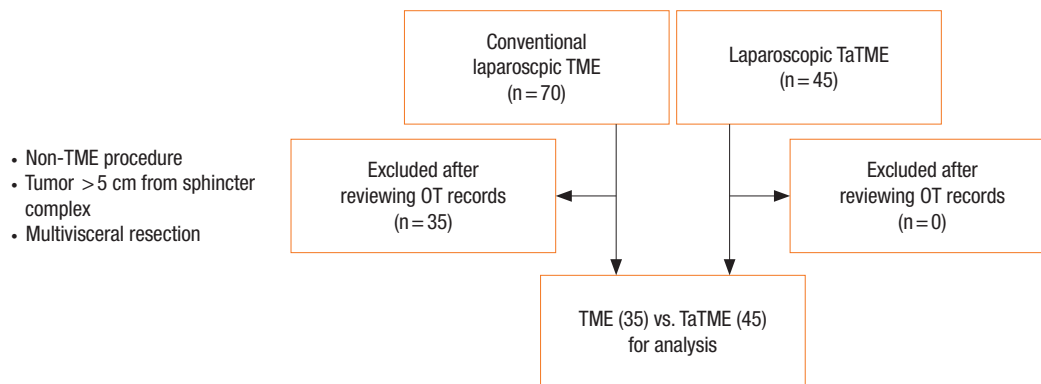 Conventional
laparoscpic TME
(n = 70)
Laparoscopic TaTME
(n = 45)
• Non-TME procedure
• Tumor > 5 cm from sphincter
complex
• Multivisceral resection
Excluded after
reviewing OT records
(n = 35)
Excluded after
reviewing OT records
(n = 0)
TME (35) vs. TaTME (45)
for analysis